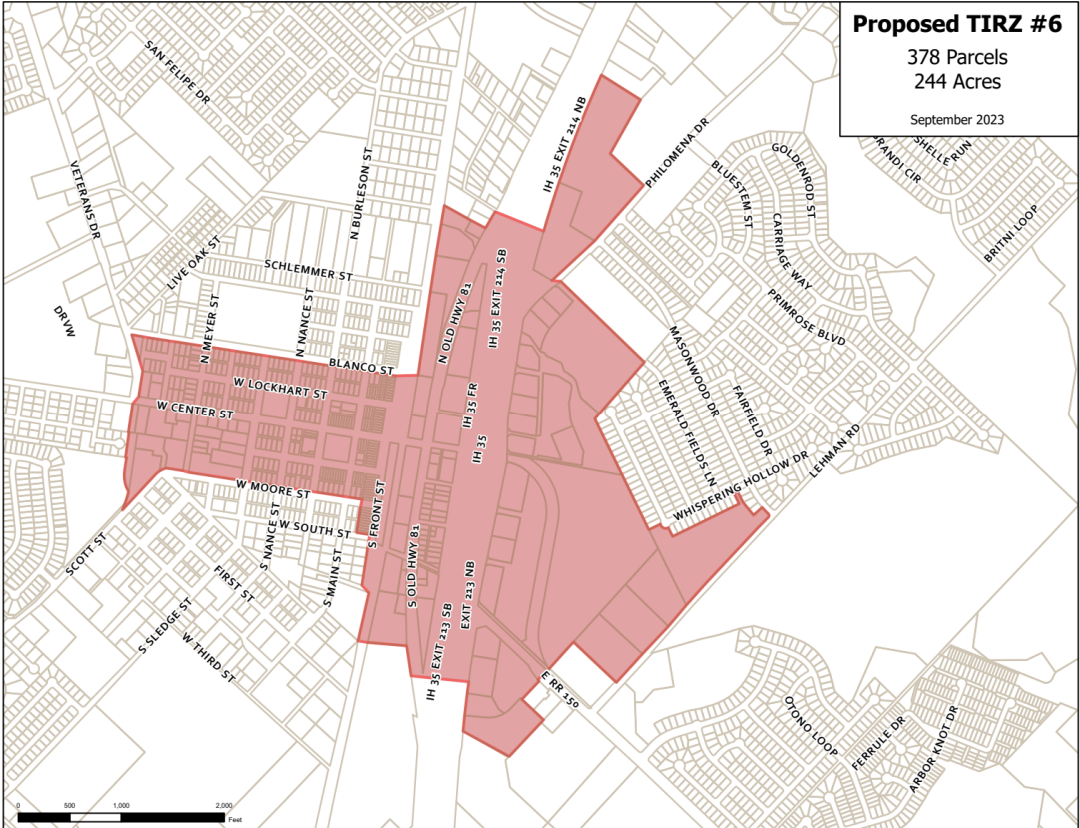 Proposed TIRZ #6
378 Parcels
244 Acres
September 2023
SAN FELIPE DR
VETERANS DR
N BURLESON ST
LIVE OAK ST
SCHLEMMER ST
N MEYER ST
N NANCE ST
DRVW
BLANCO ST
W LOCKHART ST
W CENTER ST
W MOORE ST
W SOUTH ST
S NANCE ST
S MAIN ST
S FRONT ST
SCOTT ST
FIRST ST
S SLEDGE ST
W THIRD ST
N OLD HWY 81
S OLD HWY 81
IH 35 EXIT 214 NB
IH 35 EXIT 214 SB
IH 35 FR
IH 35
EXIT 213 NB
IH 35 EXIT 213 SB
E RR 150
PHILOMENA DR
BLUESTEM ST
GOLDENROD ST
CARRIAGE WAY
PRIMROSE BLVD
MASONWOOD DR
FAIRFIELD DR
EMERALD FIELDS LN
WHISPERING HOLLOW DR
LEHMAN RD
SHELLE RUN
BRANDI CIR
BRITNI LOOP
OTONO LOOP
FERRULE DR
ARBOR KNOT DR
0 500 1,000 2,000
Feet